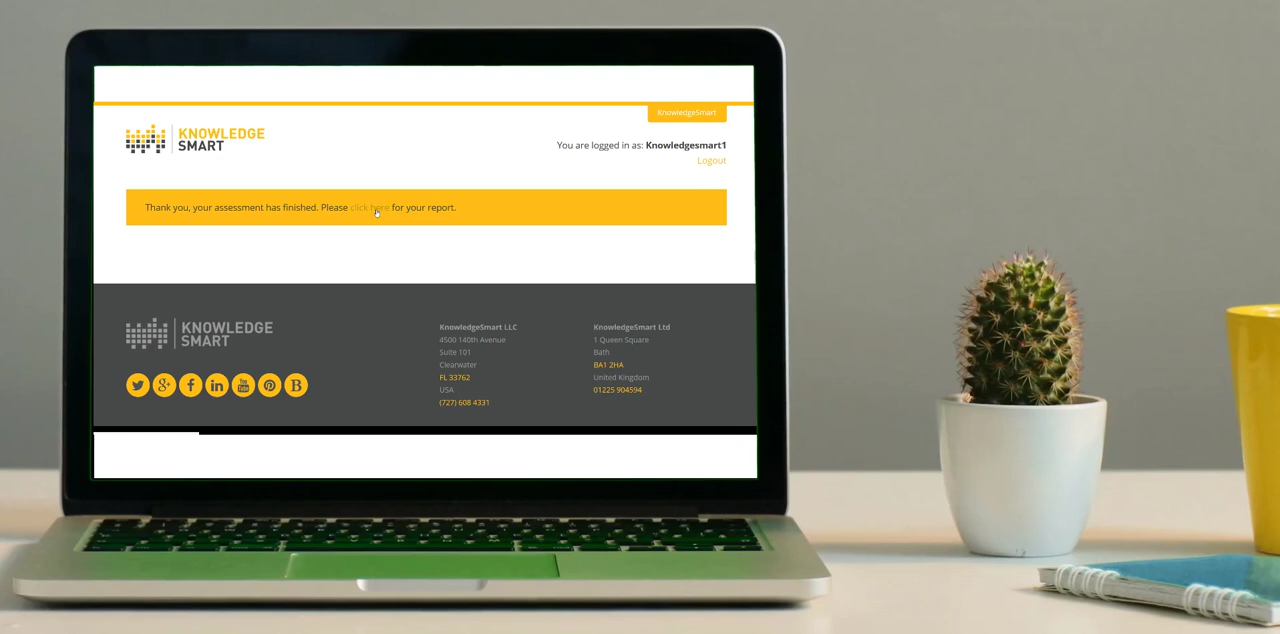 KnowledgeSmart
KNOWLEDGE
SMART
You are logged in as: Knowledgesmart1
Logout
Thank you, your assessment has finished. Please click here for your report.
KNOWLEDGE
SMART
KnowledgeSmart LLC
4500 140th Avenue
Suite 101
Clearwater
FL 33762
USA
(727) 608 4331
KnowledgeSmart Ltd
1 Queen Square
Bath
BA1 2HA
United Kingdom
01225 904594
You
Tube